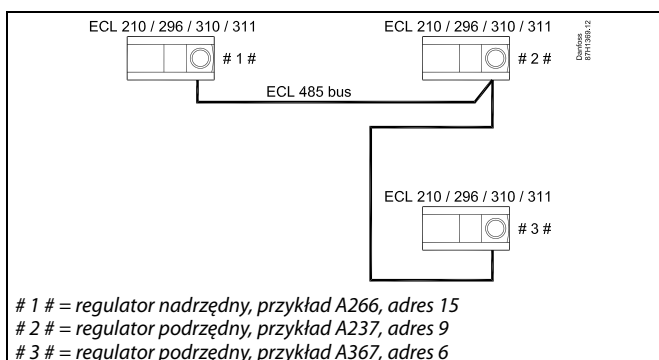 ECL 210 / 296 / 310 / 311
ECL 210 / 296 / 310 / 311
# 1 #
# 2 #
Danfoss
87H1369.12
ECL 485 bus
ECL 210 / 296 / 310 / 311
# 3 #
# 1 # = regulator nadrzędny, przykład A266, adres 15
# 2 # = regulator podrzędny, przykład A237, adres 9
# 3 # = regulator podrzędny, przykład A367, adres 6